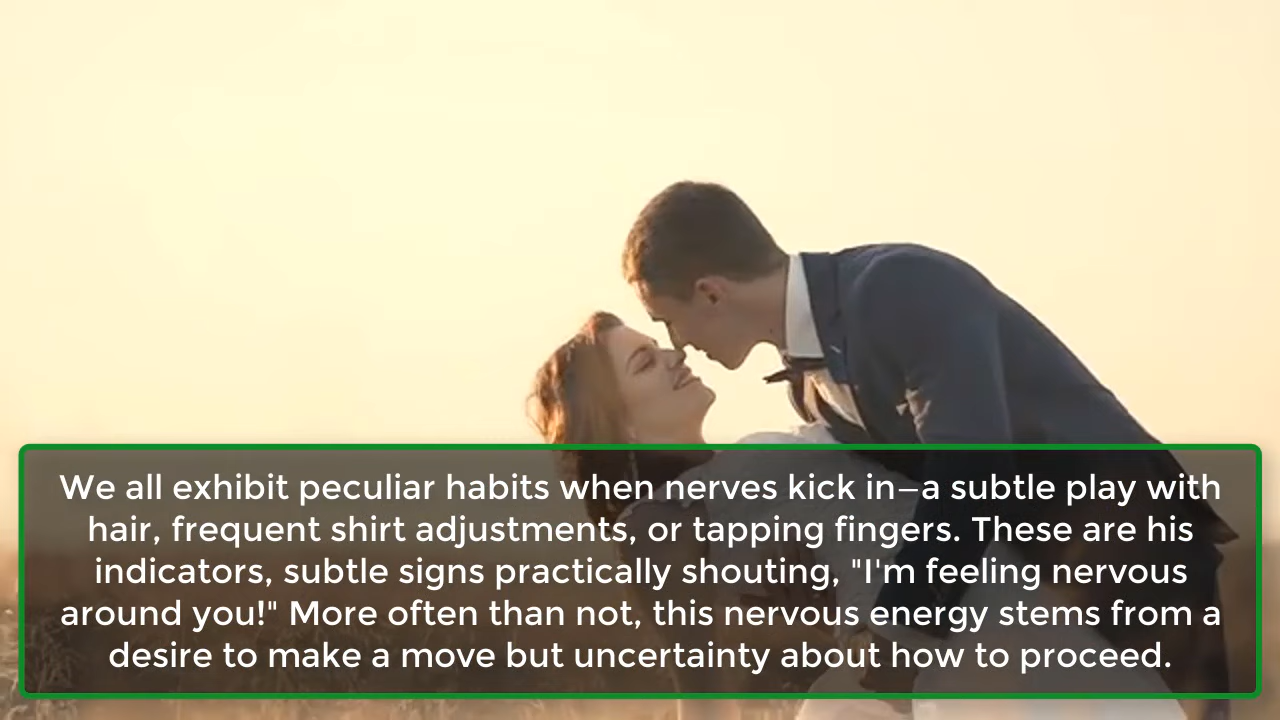 We all exhibit peculiar habits when nerves kick in—a subtle play with
hair, frequent shirt adjustments, or tapping fingers. These are his
indicators, subtle signs practically shouting, "I'm feeling nervous
around you!" More often than not, this nervous energy stems from a
desire to make a move but uncertainty about how to proceed.